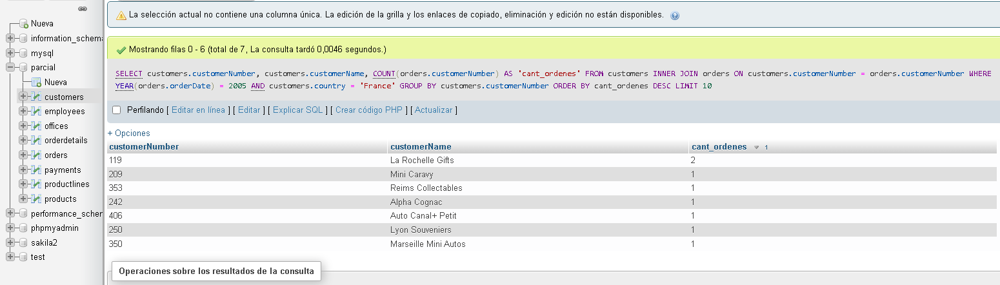 Nueva
information_schema
mysql
parcial
Nueva
customers
employees
offices
orderdetails
orders
payments
productlines
products
performance_scher
phpmyadmin
sakila2
test
La selección actual no contiene una columna única. La edición de la grilla y los enlaces de copiado, eliminación y edición no están disponibles.
Mostrando filas 0 - 6 (total de 7, La consulta tardó 0,0046 segundos.)
SELECT customers.customerNumber, customers.customerName, COUNT(orders.customerNumber) AS 'cant_ordenes' FROM customers INNER JOIN orders ON customers.customerNumber = orders.customerNumber WHERE
YEAR(orders.orderDate) = 2005 AND customers.country = 'France' GROUP BY customers.customerNumber ORDER BY cant_ordenes DESC LIMIT 10
Perfilando [ Editar en línea ] [ Editar ] [ Explicar SQL ] [ Crear código PHP ] [ Actualizar ]
+ Opciones
customerNumber customerName cant_ordenes 1
119 La Rochelle Gifts 2
209 Mini Caravy 1
353 Reims Collectables 1
242 Alpha Cognac 1
406 Auto Canal+ Petit 1
250 Lyon Souveniers 1
350 Marseille Mini Autos 1
Operaciones sobre los resultados de la consulta